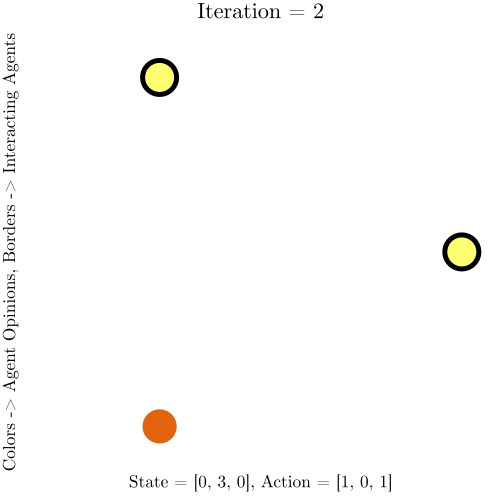 Iteration = 2
Colors -> Agent Opinions, Borders -> Interacting Agents
State = [0, 3, 0], Action = [1, 0, 1]